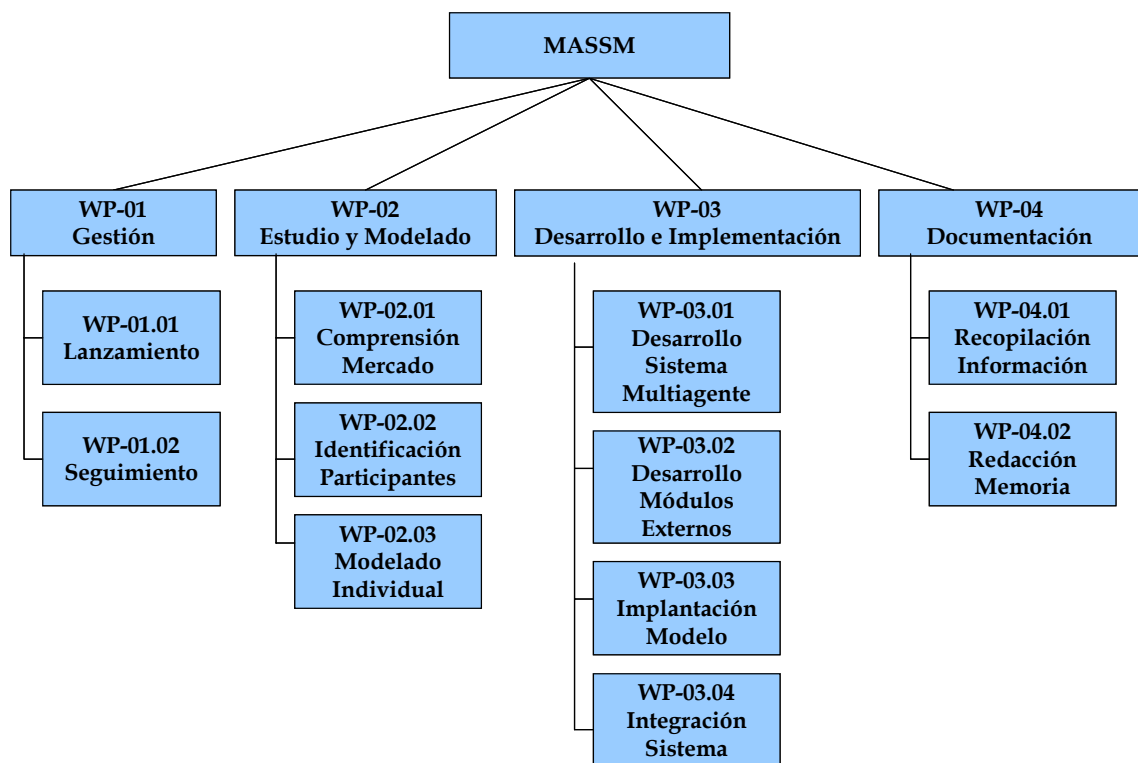 MASSM
WP-01
Gestión
WP-01.01
Lanzamiento
WP-01.02
Seguimiento
WP-02
Estudio y Modelado
WP-02.01
Comprensión
Mercado
WP-02.02
Identificación
Participantes
WP-02.03
Modelado
Individual
WP-03
Desarrollo e Implementación
WP-03.01
Desarrollo
Sistema
Multiagente
WP-03.02
Desarrollo
Módulos
Externos
WP-03.03
Implantación
Modelo
WP-03.04
Integración
Sistema
WP-04
Documentación
WP-04.01
Recopilación
Información
WP-04.02
Redacción
Memoria